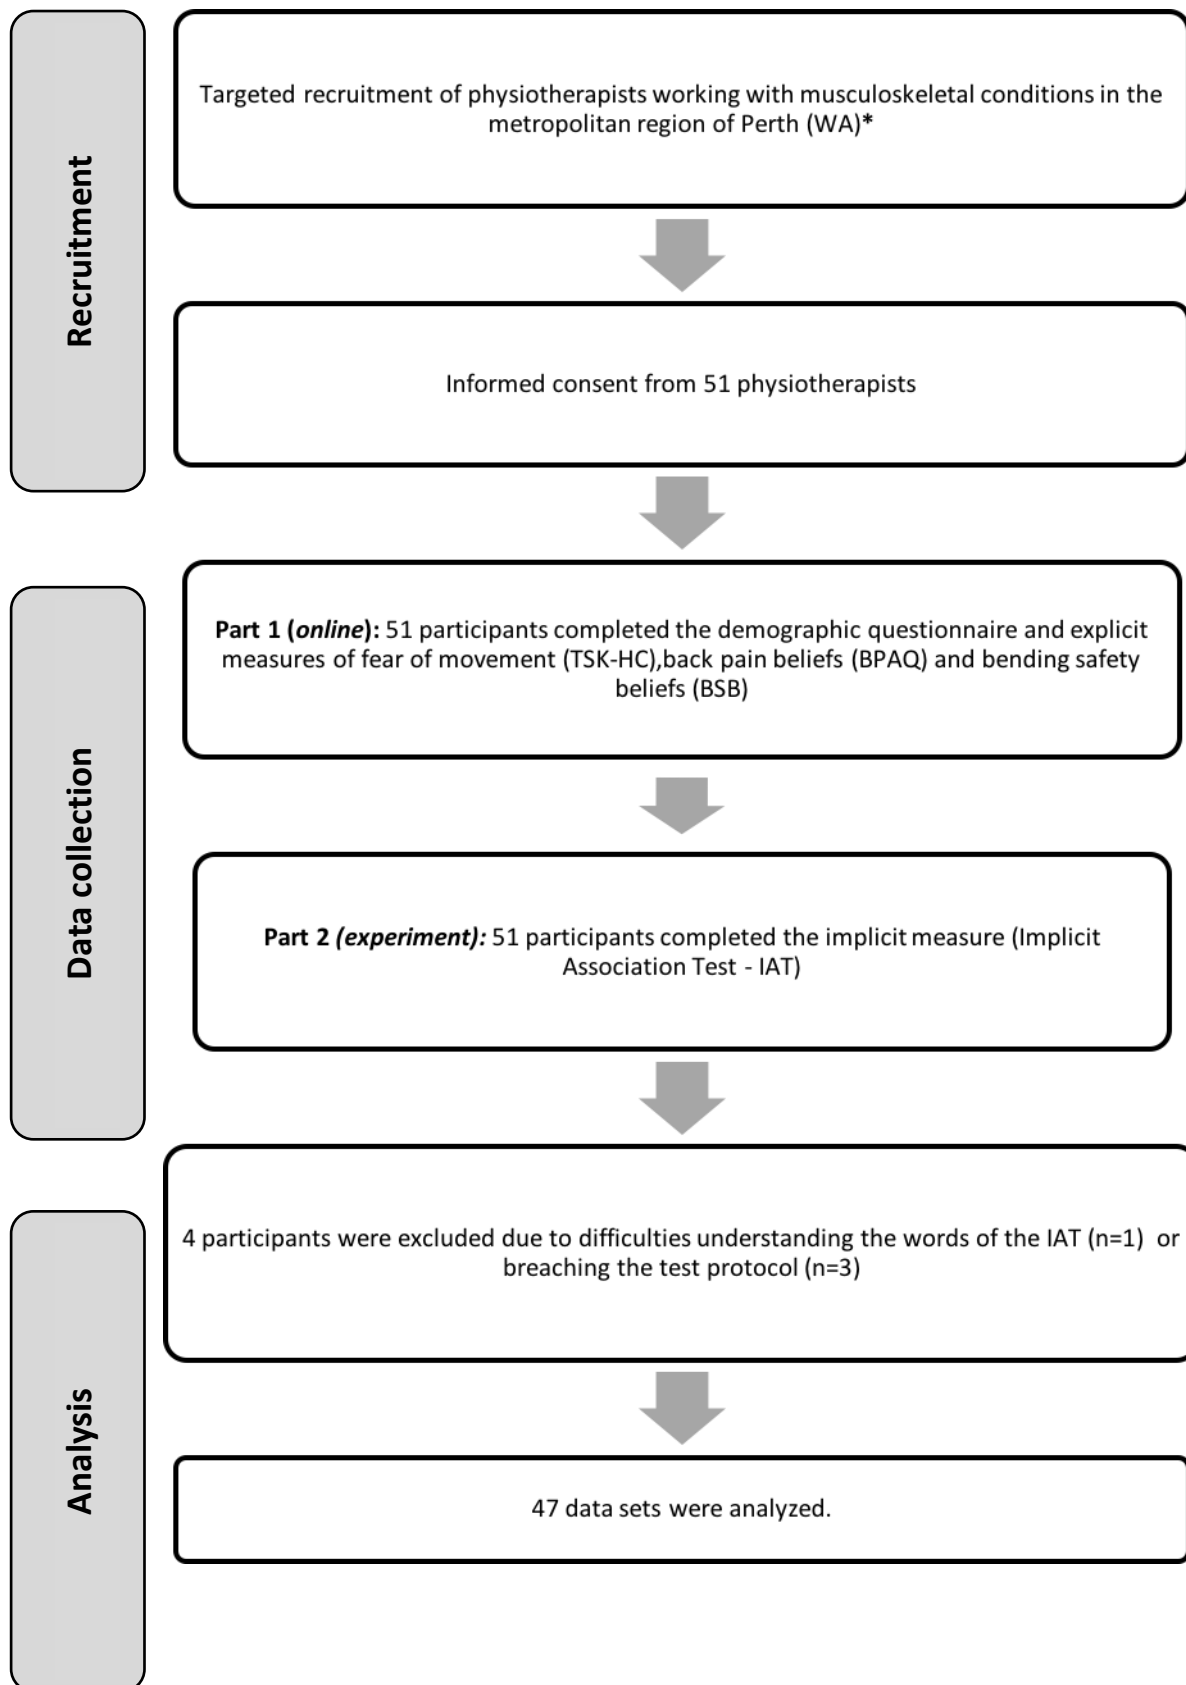 Recruitment
Targeted recruitment of physiotherapists working with musculoskeletal conditions in the
metropolitan region of Perth (WA)*
Informed consent from 51 physiotherapists
Data collection
Part 1 (online): 51 participants completed the demographic questionnaire and explicit
measures of fear of movement (TSK-HC),back pain beliefs (BPAQ) and bending safety
beliefs (BSB)
Part 2 (experiment): 51 participants completed the implicit measure (Implicit
Association Test - IAT)
Analysis
4 participants were excluded due to difficulties understanding the words of the IAT (n=1)  or
breaching the test protocol (n=3)
47 data sets were analyzed.